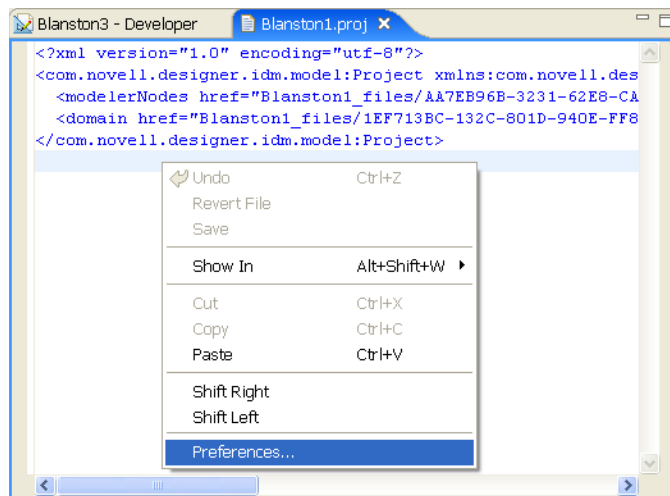 Blanston3 - Developer Blanston1.proj
<?xml version="1.0" encoding="utf-8"?>
<com.novell.designer.idm.model:Project xmlns:com.novell.des
<modelerNodes href="Blanston1_files/AA7EB96B-3231-62E8-CA
<domain href="Blanston1_files/1EF713BC-132C-801D-940E-FF8
</com.novell.designer.idm.model:Project>
Undo Ctrl+Z
Revert File
Save
Show In Alt+Shift+W
Cut Ctrl+X
Copy Ctrl+C
Paste Ctrl+V
Shift Right
Shift Left
Preferences...